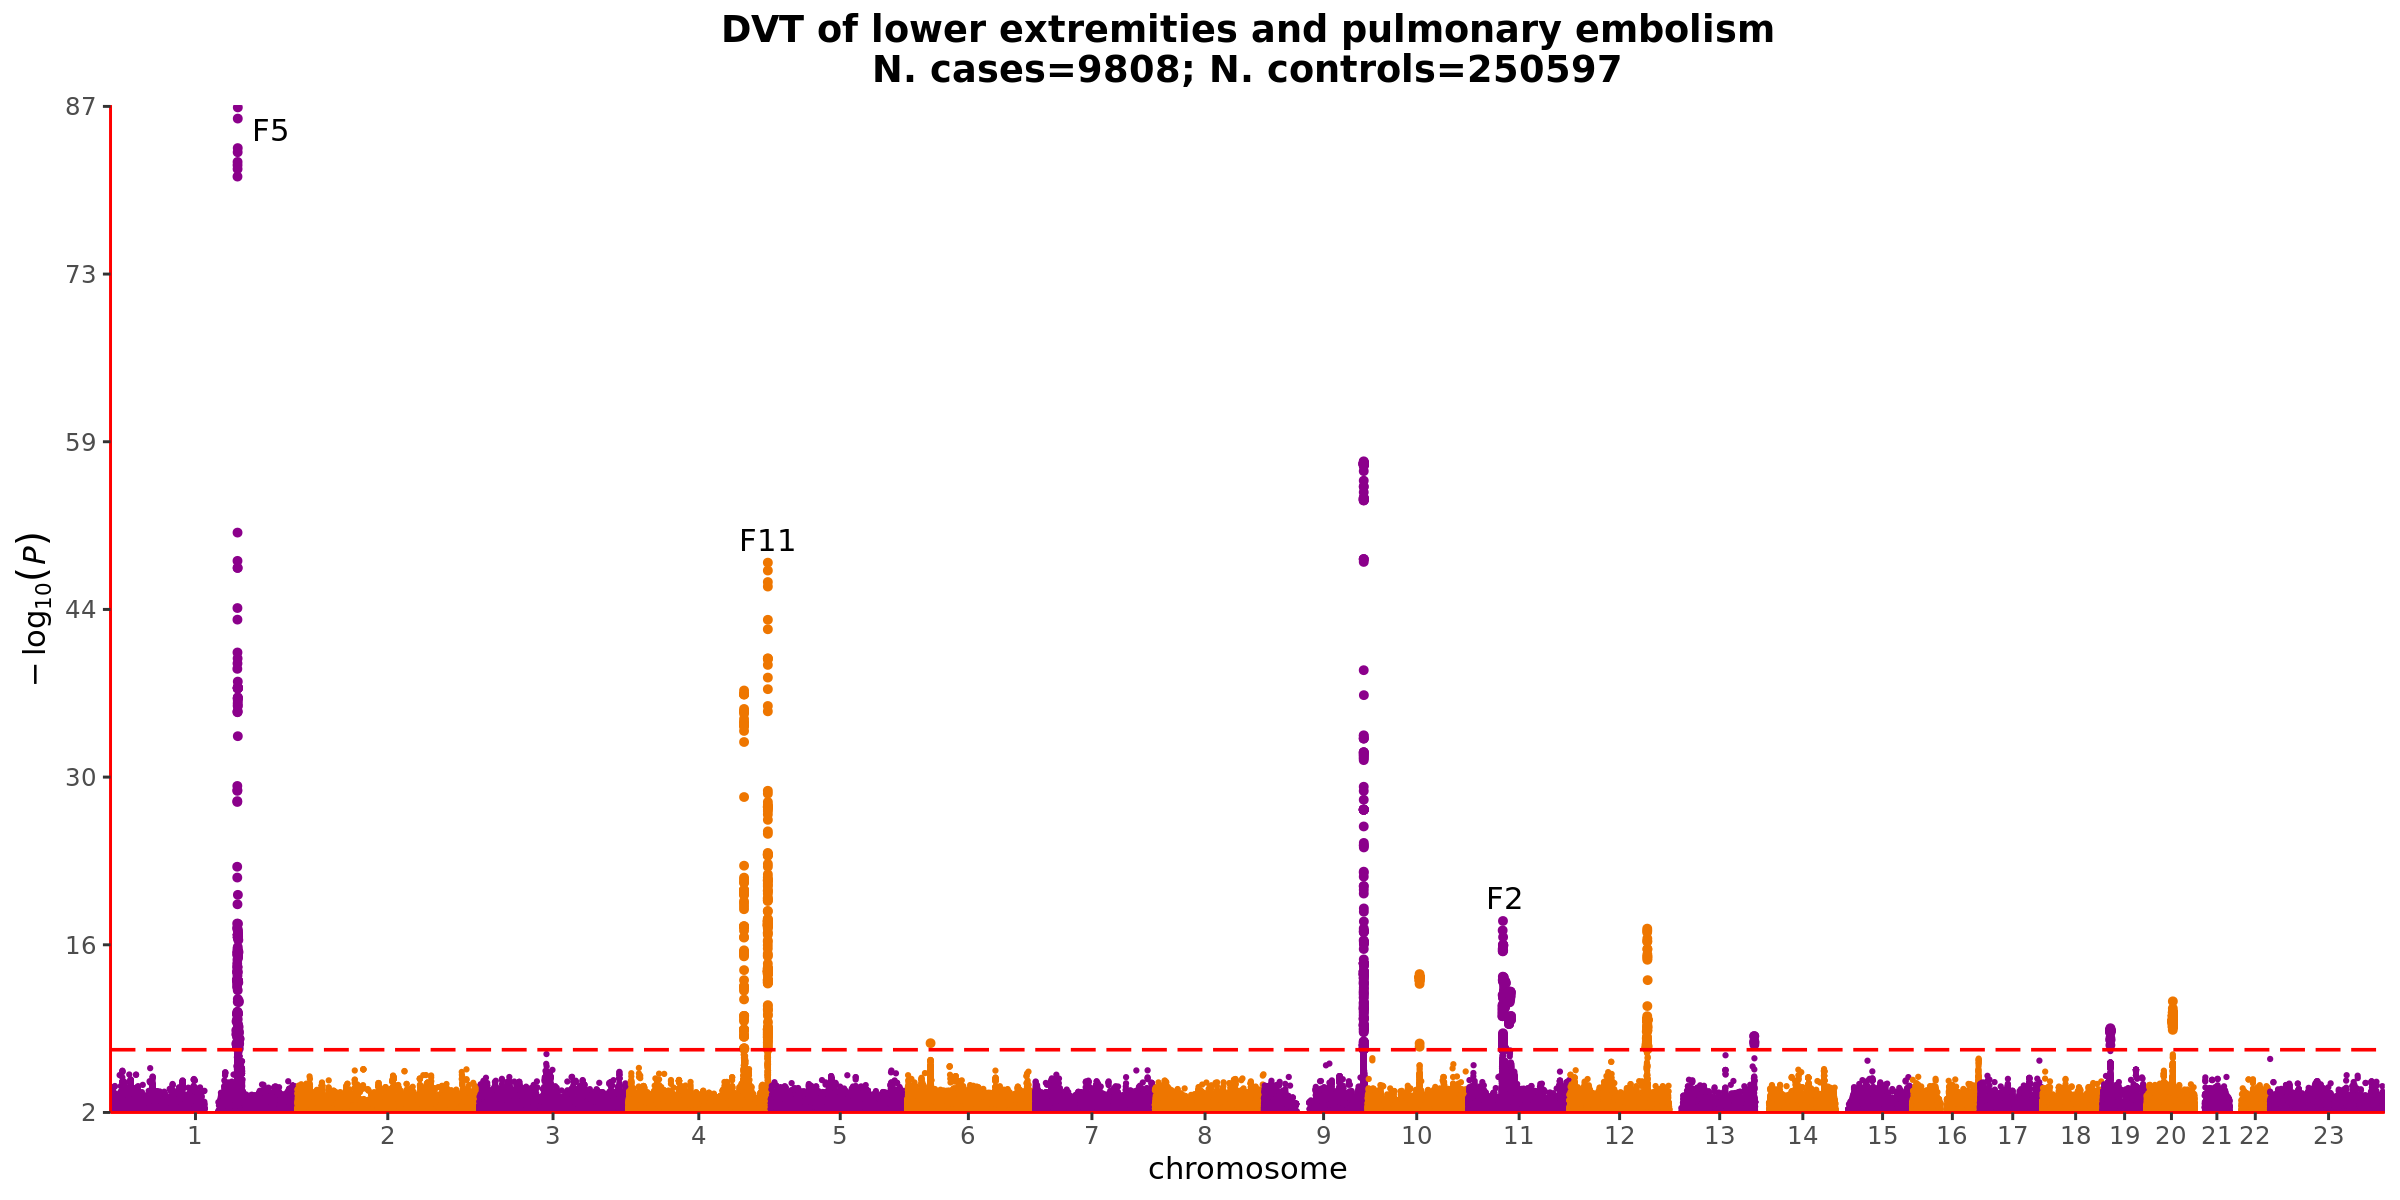 DVT of lower extremities and pulmonary embolism
N. cases=9808; N. controls=250597
87
73
59
44
30
16
2
− log10(P)
F5
F11
F2
1 2 3 4 5 6 7 8 9 10 11 12 13 14 15 16 17 18 19 20 21 22 23
chromosome